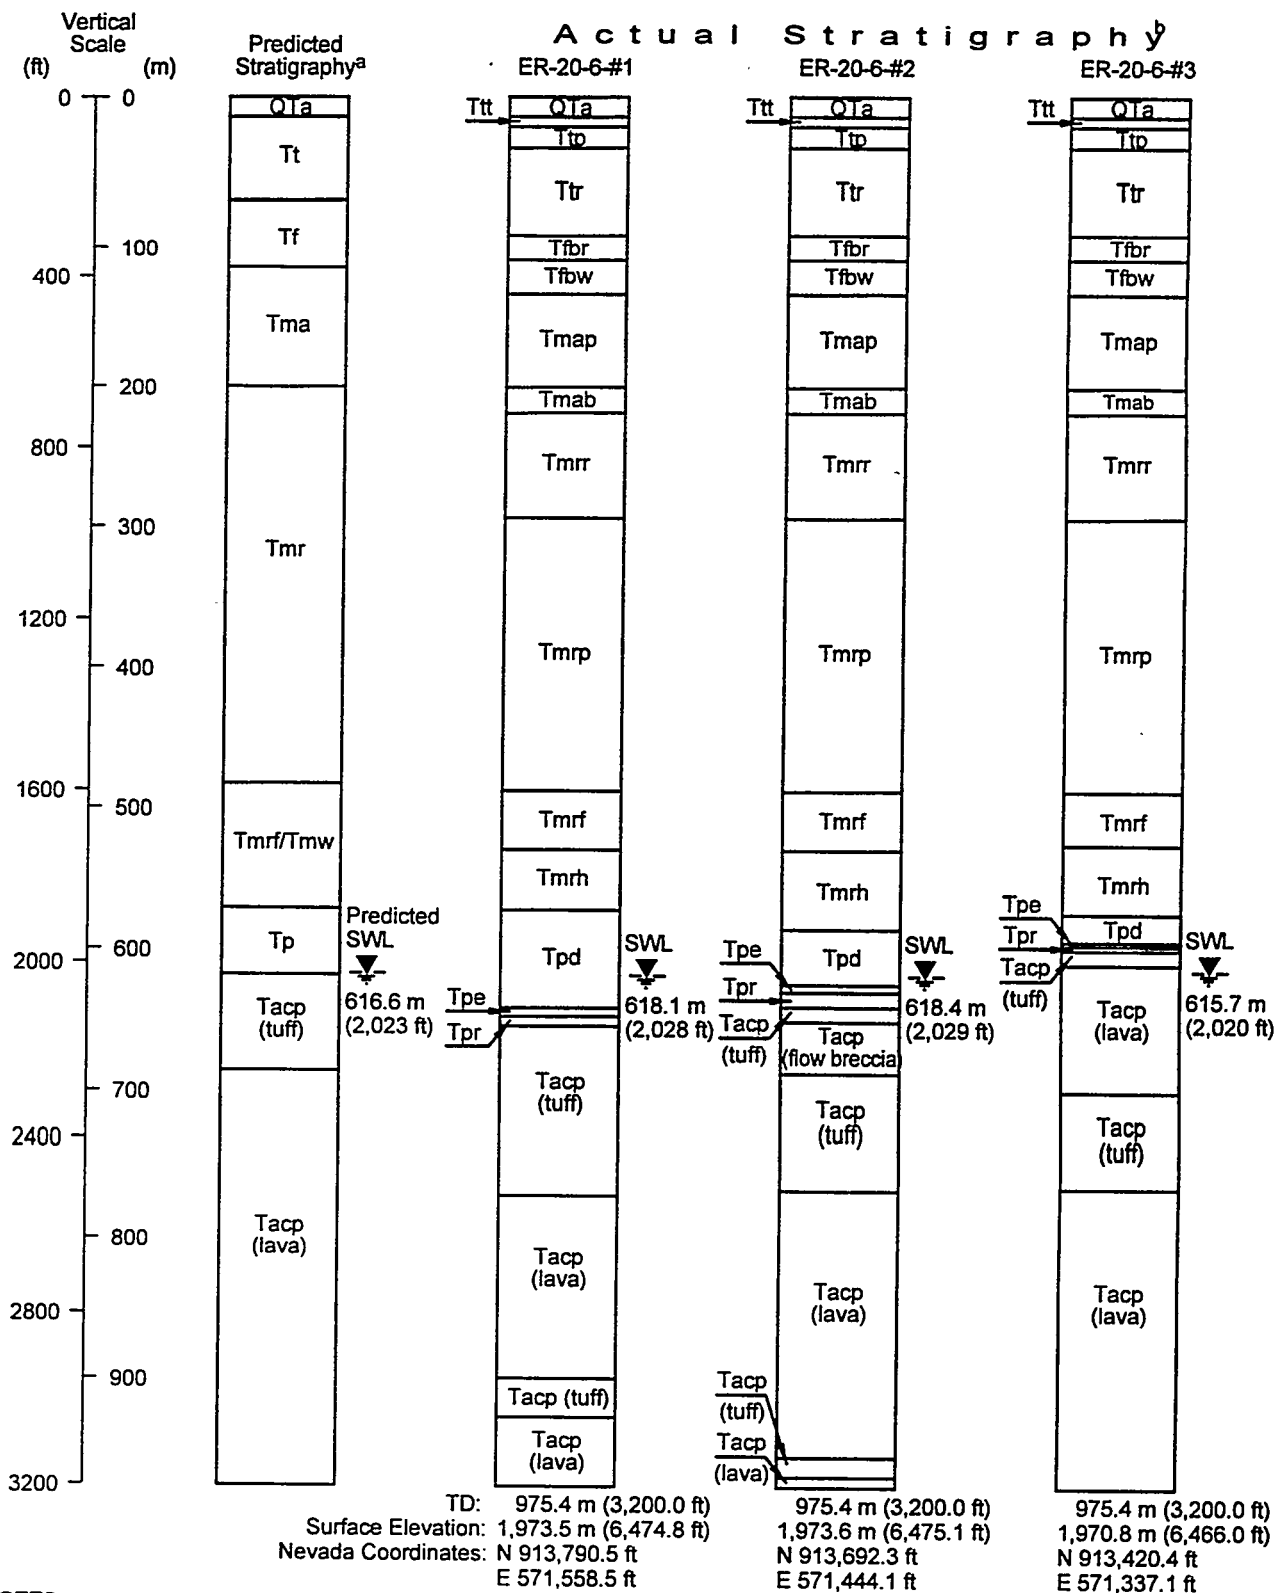 Vertical
Scale
(ft)
(m)
Predicted
Stratigraphya
Actual Stratigraphyb
ER-20-6-#1
ER-20-6-#2
ER-20-6-#3
0
0
100
400
200
800
300
1200
400
1600
500
2000
600
700
2400
800
2800
900
3200
QTa
Tt
Tf
Tma
Tmr
Tmrf/Tmw
Tp
Tacp
(tuff)
Tacp
(lava)
Predicted
SWL
616.6 m
(2,023 ft)
Ttt
QTa
Ttp
Ttr
Tfbr
Tfbw
Tmap
Tmab
Tmrr
Tmrp
Tmrf
Tmrh
Tpd
Tpe
Tpr
Tacp
(tuff)
Tacp
(lava)
Tacp (tuff)
Tacp
(lava)
SWL
618.1 m
(2,028 ft)
Ttt
QTa
Ttp
Ttr
Tfbr
Tfbw
Tmap
Tmab
Tmrr
Tmrp
Tmrf
Tmrh
Tpd
Tpe
Tpr
Tacp
(tuff)
Tacp
(flow breccia)
Tacp
(tuff)
Tacp
(lava)
Tacp
(tuff)
Tacp
(lava)
SWL
618.4 m
(2,029 ft)
Ttt
QTa
Ttp
Ttr
Tfbr
Tfbw
Tmap
Tmab
Tmrr
Tmrp
Tmrf
Tmrh
Tpd
Tpe
Tpr
Tacp
(tuff)
Tacp
(lava)
Tacp
(tuff)
Tacp
(lava)
SWL
615.7 m
(2,020 ft)
TD: 975.4 m (3,200.0 ft) 975.4 m (3,200.0 ft) 975.4 m (3,200.0 ft)
Surface Elevation: 1,973.5 m (6,474.8 ft) 1,973.6 m (6,475.1 ft) 1,970.8 m (6,466.0 ft)
Nevada Coordinates: N 913,790.5 ft N 913,692.3 ft N 913,420.4 ft
E 571,558.5 ft E 571,444.1 ft E 571,337.1 ft